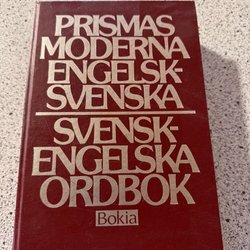 PRISMAS
MODERNA
ENGELSK-
SVENSKA
SVENSK-
ENGELSKA
ORDBOK
Bokia